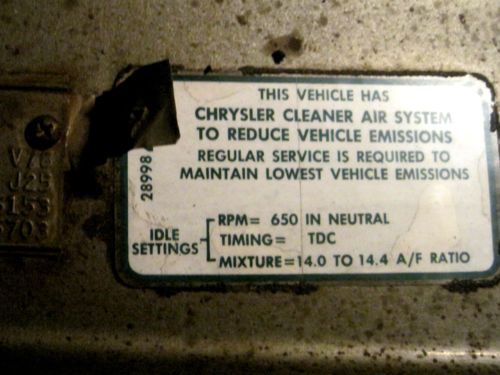 THIS VEHICLE HAS
CHRYSLER CLEANER AIR SYSTEM
TO REDUCE VEHICLE EMISSIONS
REGULAR SERVICE IS REQUIRED TO
MAINTAIN LOWEST VEHICLE EMISSIONS
IDLE SETTINGS
RPM= 650 IN NEUTRAL
TIMING= TDC
MIXTURE=14.0 TO 14.4 A/F RATIO
28998
J25